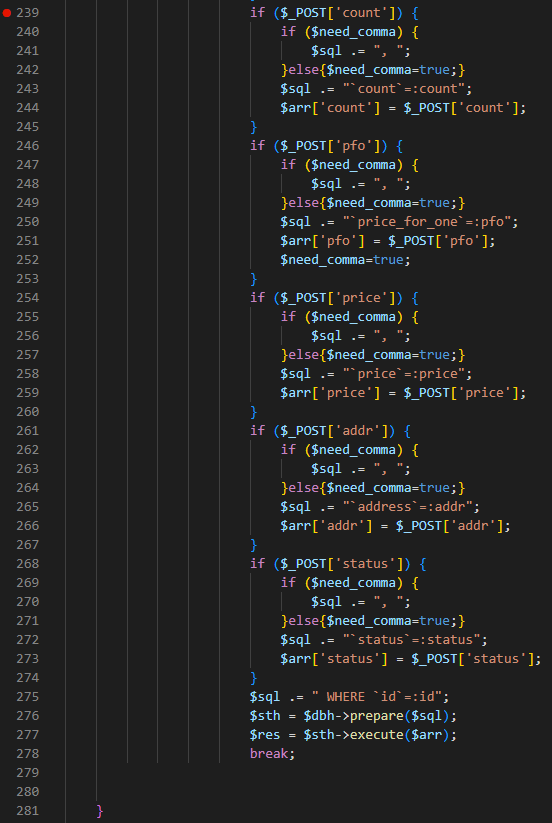 239 if ($_POST['count']) {
240 if ($need_comma) {
241 $sql .= ", ";
242 }else{$need_comma=true;}
243 $sql .= "`count`=:count";
244 $arr['count'] = $_POST['count'];
245 }
246 if ($_POST['pfo']) {
247 if ($need_comma) {
248 $sql .= ", ";
249 }else{$need_comma=true;}
250 $sql .= "`price_for_one`=:pfo";
251 $arr['pfo'] = $_POST['pfo'];
252 $need_comma=true;
253 }
254 if ($_POST['price']) {
255 if ($need_comma) {
256 $sql .= ", ";
257 }else{$need_comma=true;}
258 $sql .= "`price`=:price";
259 $arr['price'] = $_POST['price'];
260 }
261 if ($_POST['addr']) {
262 if ($need_comma) {
263 $sql .= ", ";
264 }else{$need_comma=true;}
265 $sql .= "`address`=:addr";
266 $arr['addr'] = $_POST['addr'];
267 }
268 if ($_POST['status']) {
269 if ($need_comma) {
270 $sql .= ", ";
271 }else{$need_comma=true;}
272 $sql .= "`status`=:status";
273 $arr['status'] = $_POST['status'];
274 }
275 $sql .= " WHERE `id`=:id";
276 $sth = $dbh->prepare($sql);
277 $res = $sth->execute($arr);
278 break;
279
280
281 }